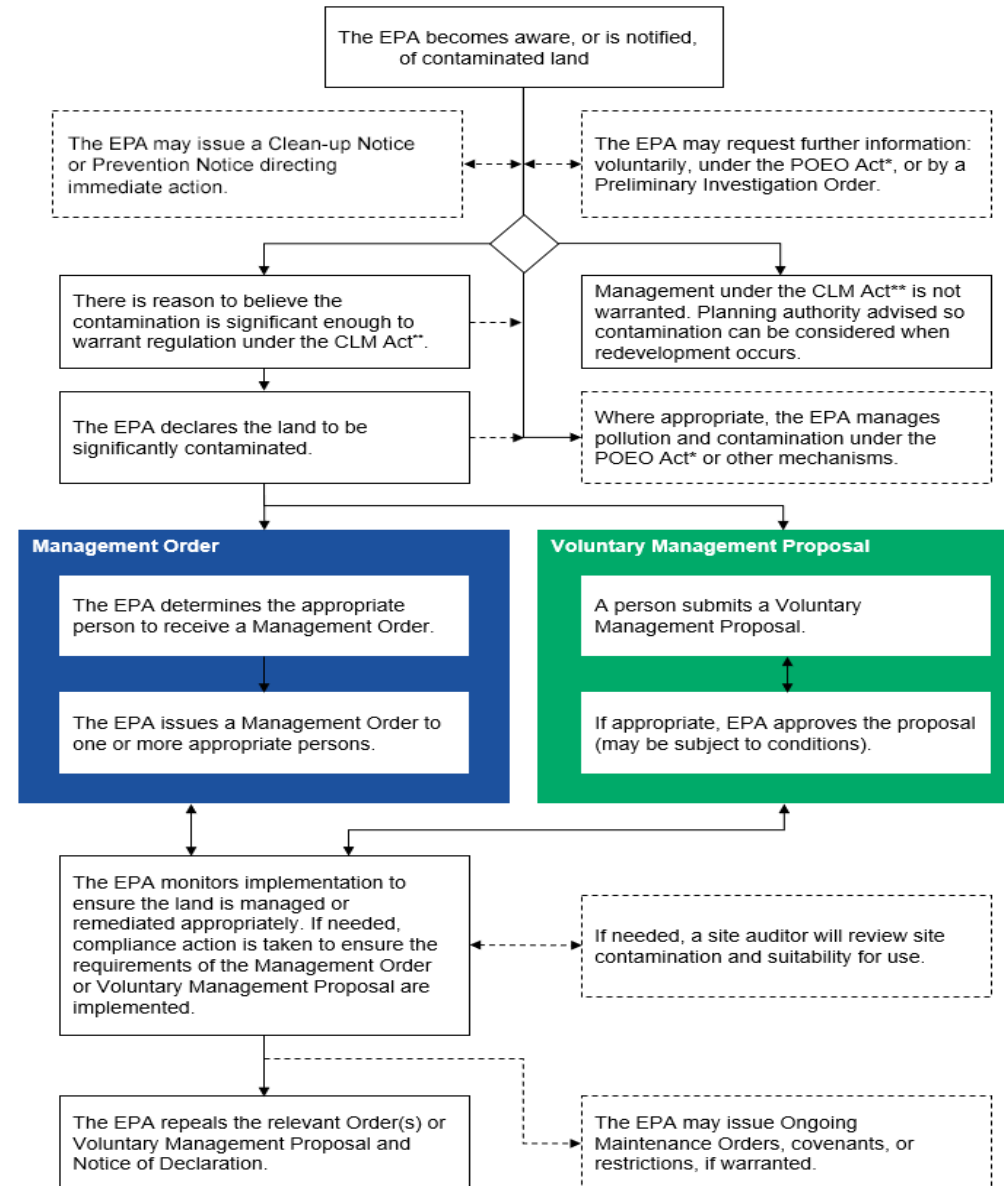 The EPA becomes aware, or is notified,
of contaminated land
The EPA may issue a Clean-up Notice
or Prevention Notice directing
immediate action.
The EPA may request further information:
voluntarily, under the POEO Act*, or by a
Preliminary Investigation Order.
There is reason to believe the
contamination is significant enough to
warrant regulation under the CLM Act**.
Management under the CLM Act** is not
warranted. Planning authority advised so
contamination can be considered when
redevelopment occurs.
The EPA declares the land to be
significantly contaminated.
Where appropriate, the EPA manages
pollution and contamination under the
POEO Act* or other mechanisms.
Management Order
The EPA determines the appropriate
person to receive a Management Order.
The EPA issues a Management Order to
one or more appropriate persons.
Voluntary Management Proposal
A person submits a Voluntary
Management Proposal.
If appropriate, EPA approves the proposal
(may be subject to conditions).
The EPA monitors implementation to
ensure the land is managed or
remediated appropriately. If needed,
compliance action is taken to ensure the
requirements of the Management Order
or Voluntary Management Proposal are
implemented.
If needed, a site auditor will review site
contamination and suitability for use.
The EPA repeals the relevant Order(s) or
Voluntary Management Proposal and
Notice of Declaration.
The EPA may issue Ongoing
Maintenance Orders, covenants, or
restrictions, if warranted.